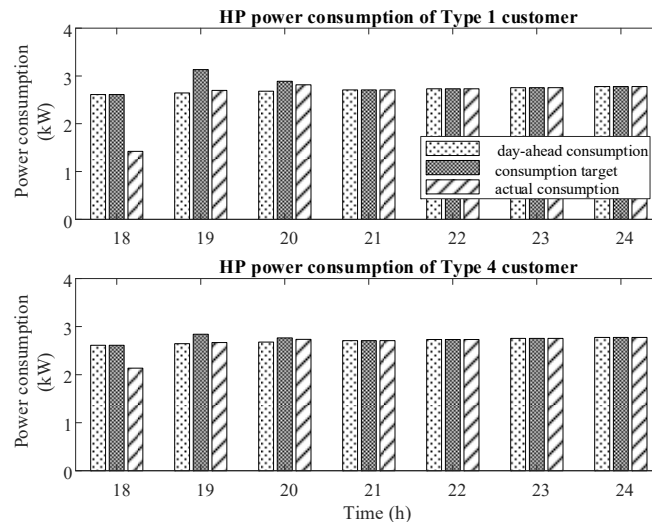 HP power consumption of Type 1 customer
Power consumption
(kW)
4
3
2
1
0
day-ahead consumption
consumption target
actual consumption
18 19 20 21 22 23 24
HP power consumption of Type 4 customer
Power consumption
(kW)
4
3
2
1
0
18 19 20 21 22 23 24
Time (h)